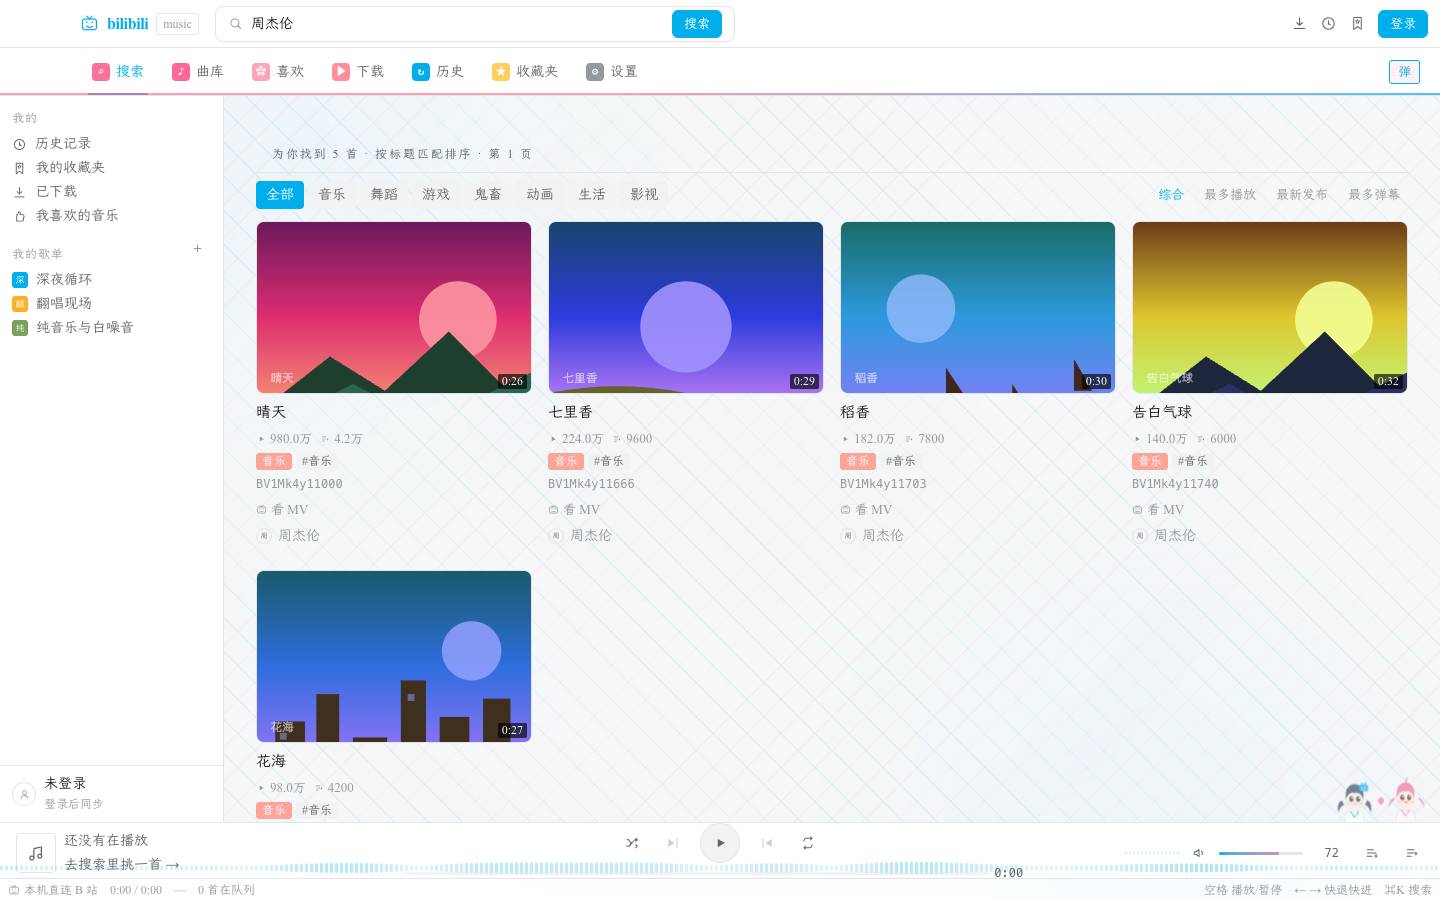 bilibili music 周杰伦 搜索 登录
搜索 曲库 喜欢 下载 历史 收藏夹 设置 弹
我的
历史记录
我的收藏夹
已下载
我喜欢的音乐
我的歌单 +
深 深夜循环
翻 翻唱现场
纯 纯音乐与白噪音
未登录
登录后同步
为你找到 5 首 · 按标题匹配排序 · 第 1 页
全部 音乐 舞蹈 游戏 鬼畜 动画 生活 影视 综合 最多播放 最新发布 最多弹幕
晴天 0:26 七里香 0:29 稻香 0:30 告白气球 0:32
晴天 七里香 稻香 告白气球
980.0万 4.2万 224.0万 9600 182.0万 7800 140.0万 6000
音乐 #音乐 音乐 #音乐 音乐 #音乐 音乐 #音乐
BV1Mk4y11000 BV1Mk4y11666 BV1Mk4y11703 BV1Mk4y11740
看 MV 看 MV 看 MV 看 MV
周 周杰伦 周 周杰伦 周 周杰伦 周 周杰伦
花海 0:27
花海
98.0万 4200
音乐 #音乐
还没有在播放
去搜索里挑一首 →
0:00
72
本机直连 B 站 0:00 / 0:00 — 0 首在队列 空格 播放/暂停 ← → 快退快进 ⌘K 搜索